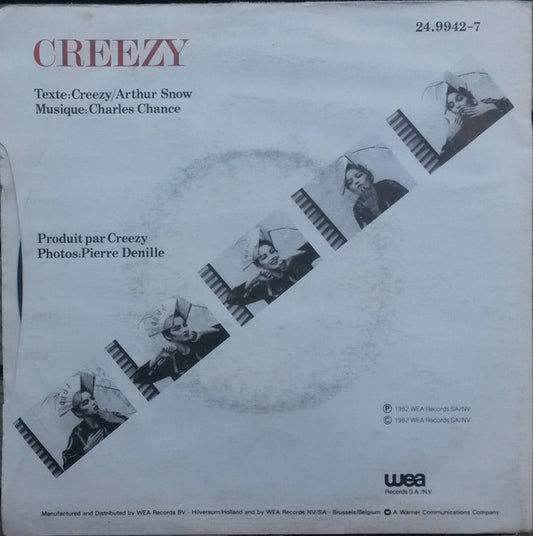 24.9942-7
CREEZY
Texte:Creezy/Arthur Snow
Musique:Charles Chance
Produit par Creezy
Photos:Pierre Denille
Ⓟ 1982 WEA Records SA/NV
© 1982 WEA Records SA/NV.
wea
Records S.A./N.V.
Manufactured and Distributed by WEA Records BV. - Hilversum/Holland and by WEA Records NV/SA - Brussels/Belgium A Warner Communications Company